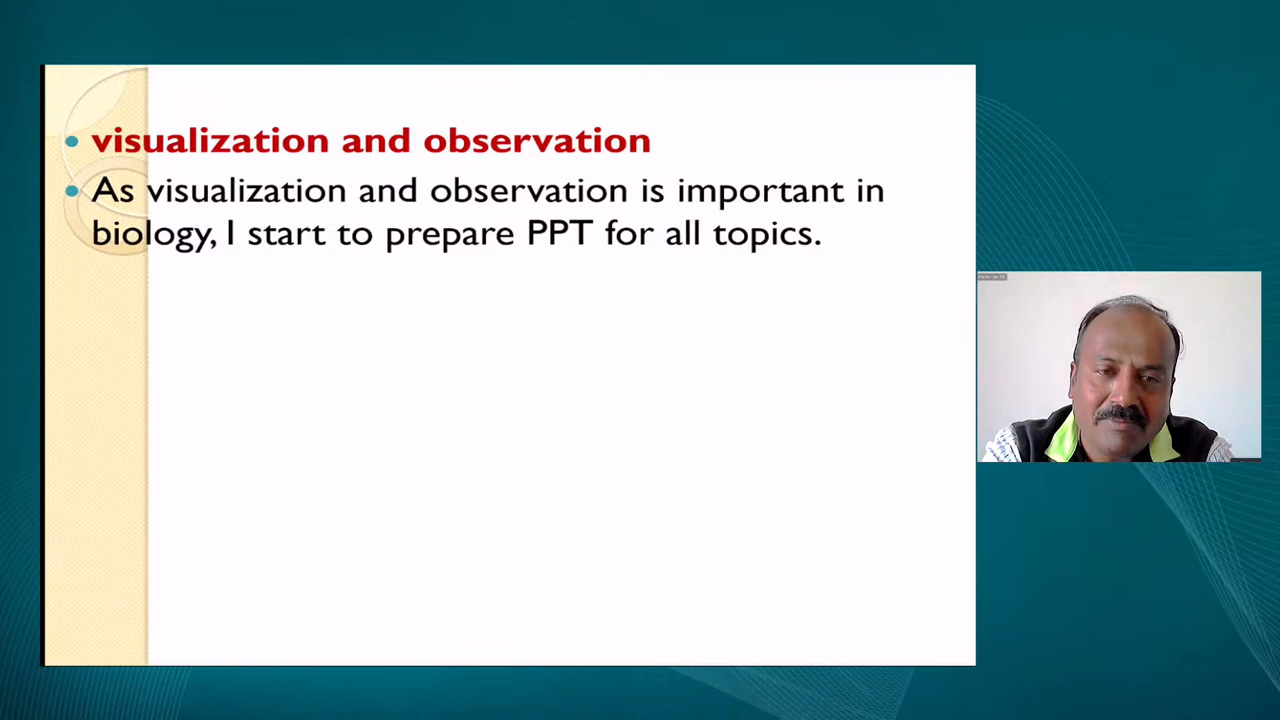 visualization and observation
As visualization and observation is important in
biology, I start to prepare PPT for all topics.